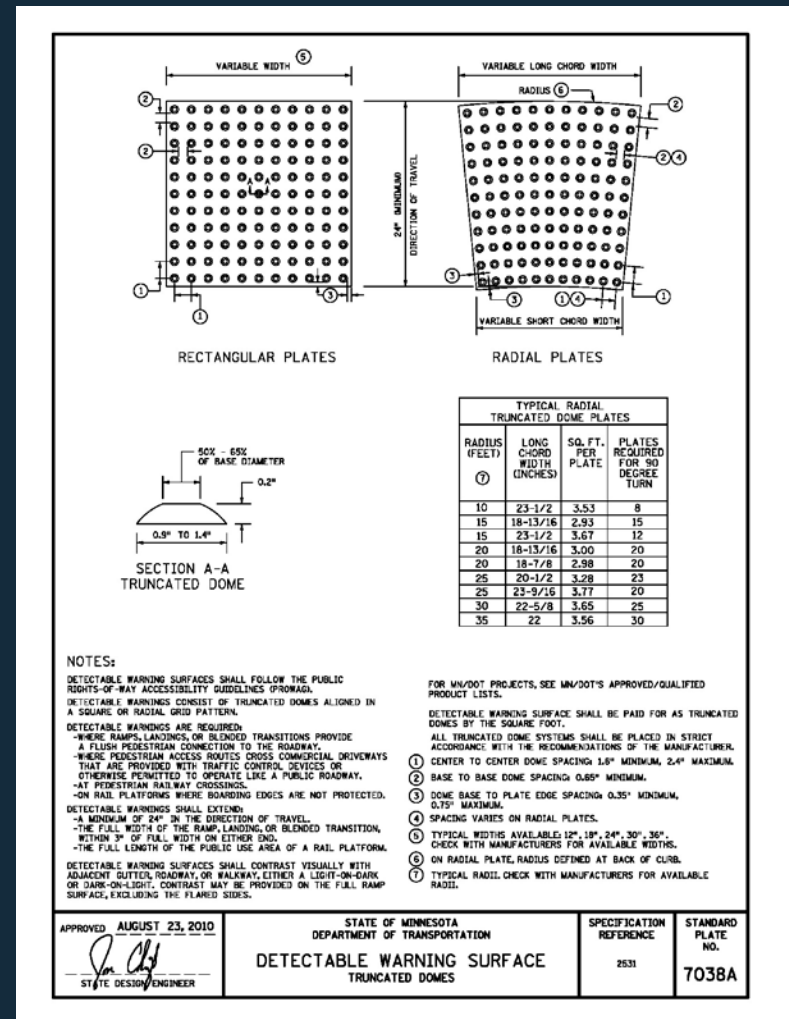 VARIABLE WIDTH ⑤
② 
②
A A
①
①
③
RECTANGULAR PLATES
24" (MINIMUM)
DIRECTION OF TRAVEL
VARIABLE LONG CHORD WIDTH
RADIUS ⑥
②
②④
③
③
①④
①
VARIABLE SHORT CHORD WIDTH
RADIAL PLATES
50% - 65%
OF BASE DIAMETER
0.2"
0.9" TO 1.4"
SECTION A-A
TRUNCATED DOME
TYPICAL RADIAL
TRUNCATED DOME PLATES
RADIUS (FEET) ⑦ LONG CHORD WIDTH (INCHES) SQ. FT. PER PLATE PLATES REQUIRED FOR 90 DEGREE TURN
10 23-1/2 3.53 8
15 18-13/16 2.93 15
15 23-1/2 3.67 12
20 18-13/16 3.00 20
20 18-7/8 2.98 20
25 20-1/2 3.28 23
25 23-9/16 3.77 20
30 22-5/8 3.65 25
35 22 3.56 30
NOTES:
DETECTABLE WARNING SURFACES SHALL FOLLOW THE PUBLIC
RIGHTS-OF-WAY ACCESSIBILITY GUIDELINES (PROWAG).
DETECTABLE WARNINGS CONSIST OF TRUNCATED DOMES ALIGNED IN
A SQUARE OR RADIAL GRID PATTERN.
DETECTABLE WARNINGS ARE REQUIRED:
-WHERE RAMPS, LANDINGS, OR BLENDED TRANSITIONS PROVIDE
A FLUSH PEDESTRIAN CONNECTION TO THE ROADWAY.
-WHERE PEDESTRIAN ACCESS ROUTES CROSS COMMERCIAL DRIVEWAYS
THAT ARE PROVIDED WITH TRAFFIC CONTROL DEVICES OR
OTHERWISE PERMITTED TO OPERATE LIKE A PUBLIC ROADWAY.
-AT PEDESTRIAN RAILWAY CROSSINGS.
-ON RAIL PLATFORMS WHERE BOARDING EDGES ARE NOT PROTECTED.
DETECTABLE WARNINGS SHALL EXTEND:
-A MINIMUM OF 24" IN THE DIRECTION OF TRAVEL.
-THE FULL WIDTH OF THE RAMP, LANDING, OR BLENDED TRANSITION,
WITHIN 3" OF FULL WIDTH ON EITHER END.
-THE FULL LENGTH OF THE PUBLIC USE AREA OF A RAIL PLATFORM.
DETECTABLE WARNING SURFACES SHALL CONTRAST VISUALLY WITH
ADJACENT GUTTER, ROADWAY, OR WALKWAY, EITHER A LIGHT-ON-DARK
OR DARK-ON-LIGHT. CONTRAST MAY BE PROVIDED ON THE FULL RAMP
SURFACE, EXCLUDING THE FLARED SIDES.
FOR MN/DOT PROJECTS, SEE MN/DOT'S APPROVED/QUALIFIED
PRODUCT LISTS.
DETECTABLE WARNING SURFACE SHALL BE PAID FOR AS TRUNCATED
DOMES BY THE SQUARE FOOT.
ALL TRUNCATED DOME SYSTEMS SHALL BE PLACED IN STRICT
ACCORDANCE WITH THE RECOMMENDATIONS OF THE MANUFACTURER.
① CENTER TO CENTER DOME SPACING: 1.6" MINIMUM, 2.4" MAXIMUM.
② BASE TO BASE DOME SPACING: 0.65" MINIMUM.
③ DOME BASE TO PLATE EDGE SPACING: 0.35" MINIMUM,
0.75" MAXIMUM.
④ SPACING VARIES ON RADIAL PLATES.
⑤ TYPICAL WIDTHS AVAILABLE: 12", 18", 24", 30", 36".
CHECK WITH MANUFACTURERS FOR AVAILABLE WIDTHS.
⑥ ON RADIAL PLATE, RADIUS DEFINED AT BACK OF CURB.
⑦ TYPICAL RADII. CHECK WITH MANUFACTURERS FOR AVAILABLE
RADII.
APPROVED AUGUST 23, 2010
STATE DESIGN ENGINEER
STATE OF MINNESOTA
DEPARTMENT OF TRANSPORTATION
DETECTABLE WARNING SURFACE
TRUNCATED DOMES
SPECIFICATION
REFERENCE
2531
STANDARD
PLATE
NO.
7038A